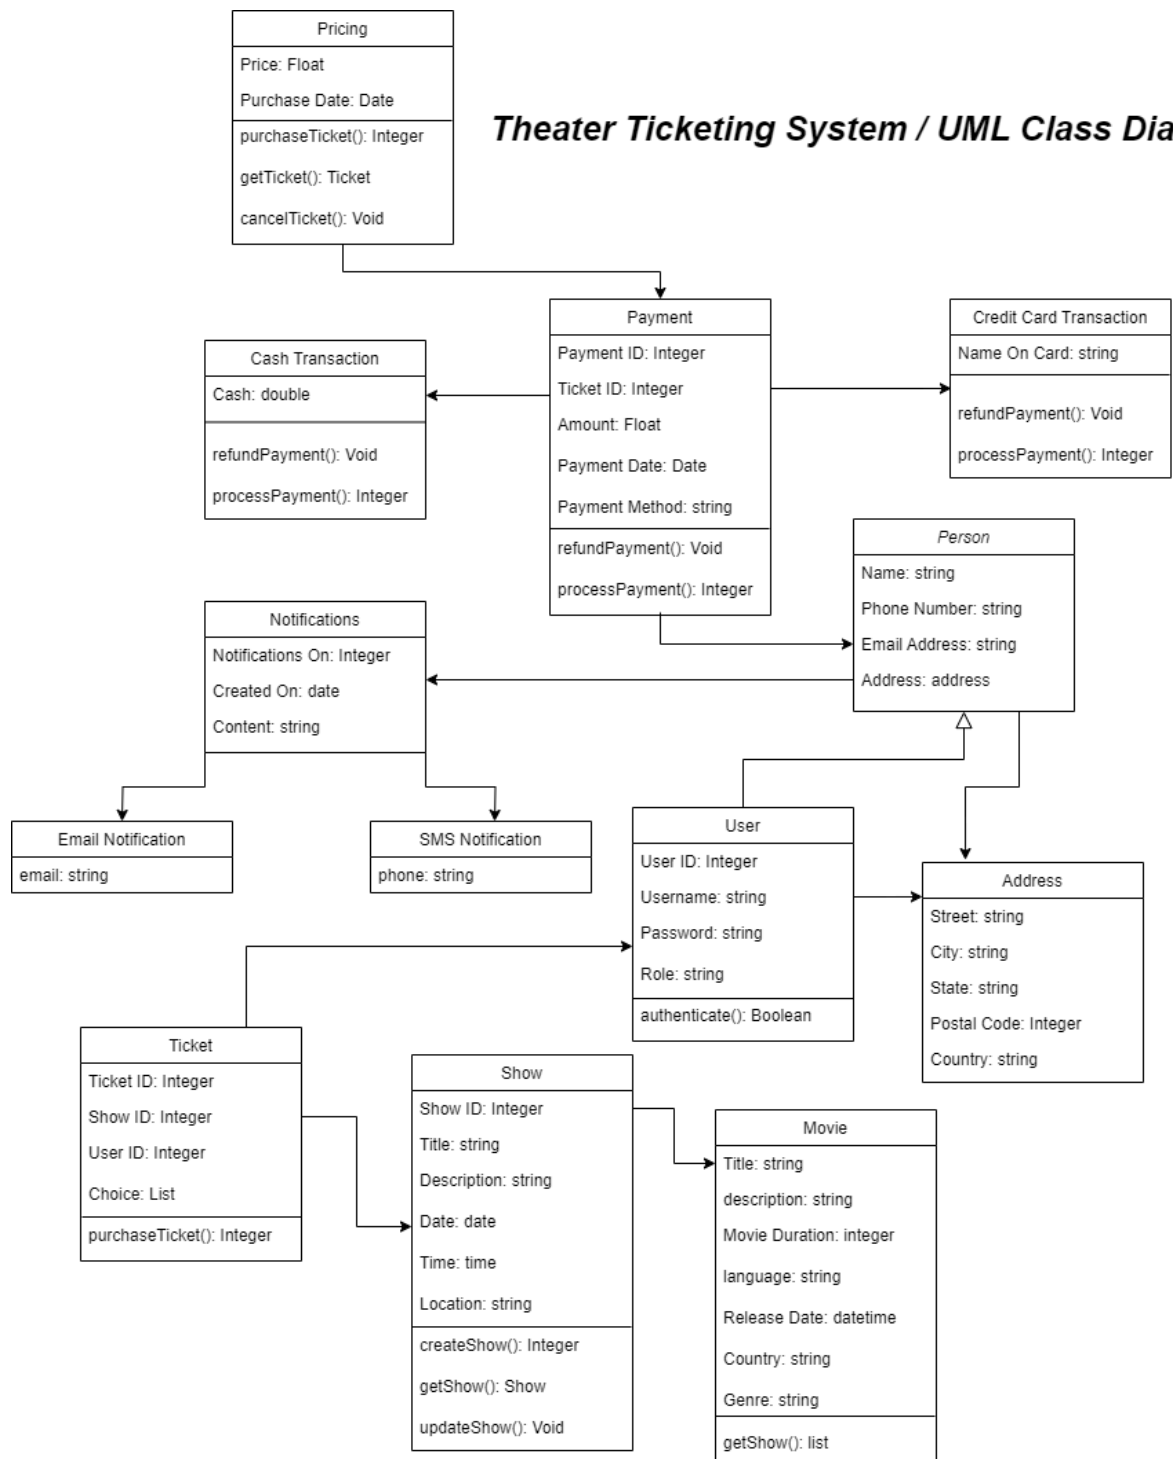 Pricing
Price: Float
Purchase Date: Date
purchaseTicket(): Integer
getTicket(): Ticket
cancelTicket(): Void
Theater Ticketing System / UML Class Dia
Payment
Payment ID: Integer
Ticket ID: Integer
Amount: Float
Payment Date: Date
Payment Method: string
refundPayment(): Void
processPayment(): Integer
Credit Card Transaction
Name On Card: string
refundPayment(): Void
processPayment(): Integer
Cash Transaction
Cash: double
refundPayment(): Void
processPayment(): Integer
Person
Name: string
Phone Number: string
Email Address: string
Address: address
Notifications
Notifications On: Integer
Created On: date
Content: string
Email Notification
email: string
SMS Notification
phone: string
User
User ID: Integer
Username: string
Password: string
Role: string
authenticate(): Boolean
Address
Street: string
City: string
State: string
Postal Code: Integer
Country: string
Ticket
Ticket ID: Integer
Show ID: Integer
User ID: Integer
Choice: List
purchaseTicket(): Integer
Show
Show ID: Integer
Title: string
Description: string
Date: date
Time: time
Location: string
createShow(): Integer
getShow(): Show
updateShow(): Void
Movie
Title: string
description: string
Movie Duration: integer
language: string
Release Date: datetime
Country: string
Genre: string
getShow(): list